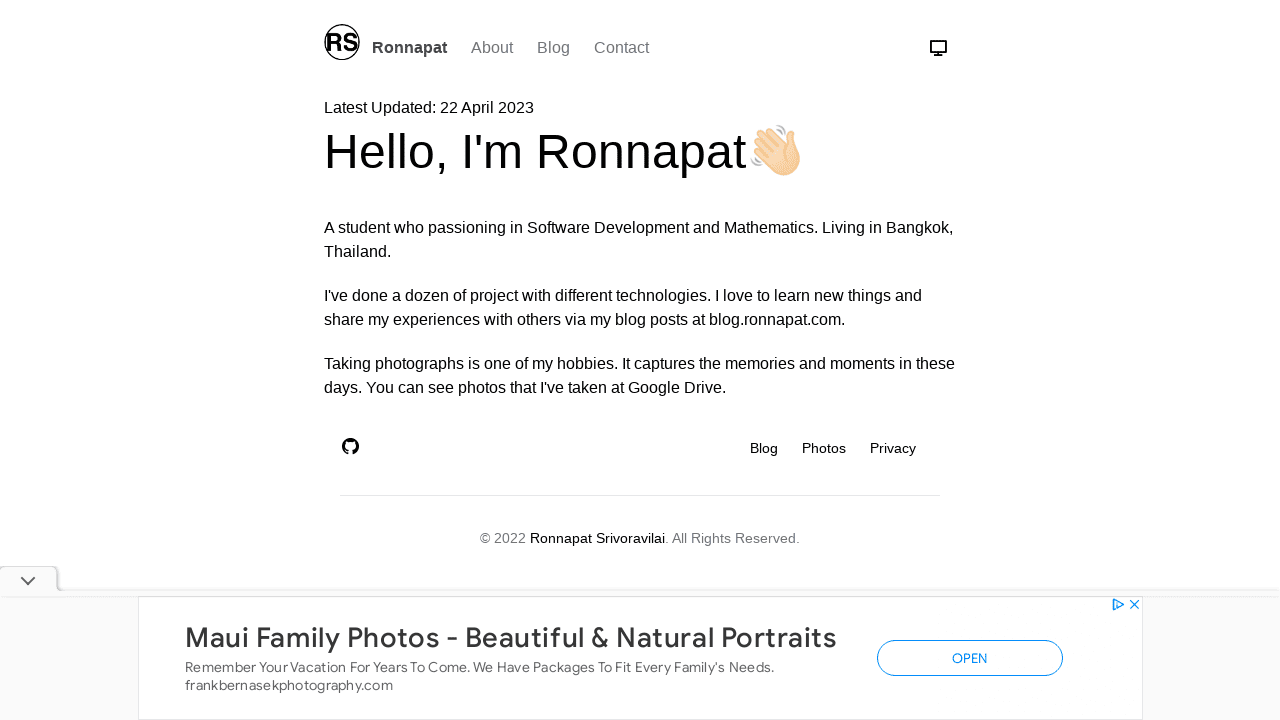 RS Ronnapat About Blog Contact
Latest Updated: 22 April 2023
Hello, I'm Ronnapat👋🏻
A student who passioning in Software Development and Mathematics. Living in Bangkok,
Thailand.
I've done a dozen of project with different technologies. I love to learn new things and
share my experiences with others via my blog posts at blog.ronnapat.com.
Taking photographs is one of my hobbies. It captures the memories and moments in these
days. You can see photos that I've taken at Google Drive.
Blog Photos Privacy
© 2022 Ronnapat Srivoravilai. All Rights Reserved.
Maui Family Photos - Beautiful & Natural Portraits
Remember Your Vacation For Years To Come. We Have Packages To Fit Every Family's Needs.
frankbernasekphotography.com
OPEN